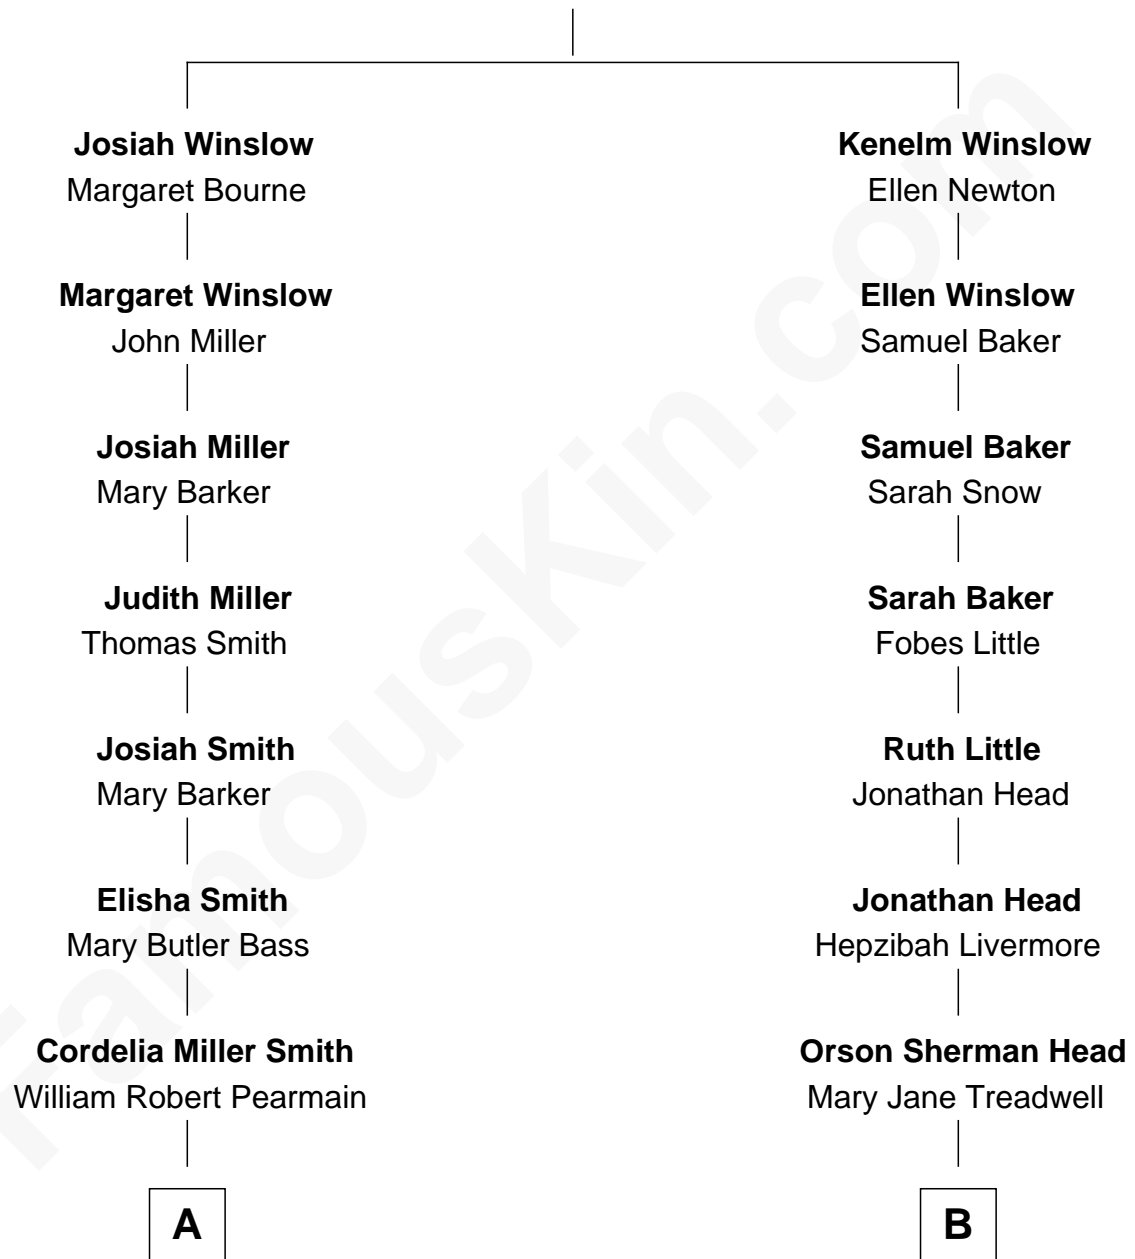 Josiah Winslow
Margaret Bourne
Margaret Winslow
John Miller
Josiah Miller
Mary Barker
Judith Miller
Thomas Smith
Josiah Smith
Mary Barker
Elisha Smith
Mary Butler Bass
Cordelia Miller Smith
William Robert Pearmain
A
Kenelm Winslow
Ellen Newton
Ellen Winslow
Samuel Baker
Samuel Baker
Sarah Snow
Sarah Baker
Fobes Little
Ruth Little
Jonathan Head
Jonathan Head
Hepzibah Livermore
Orson Sherman Head
Mary Jane Treadwell
B
FamousKin.com